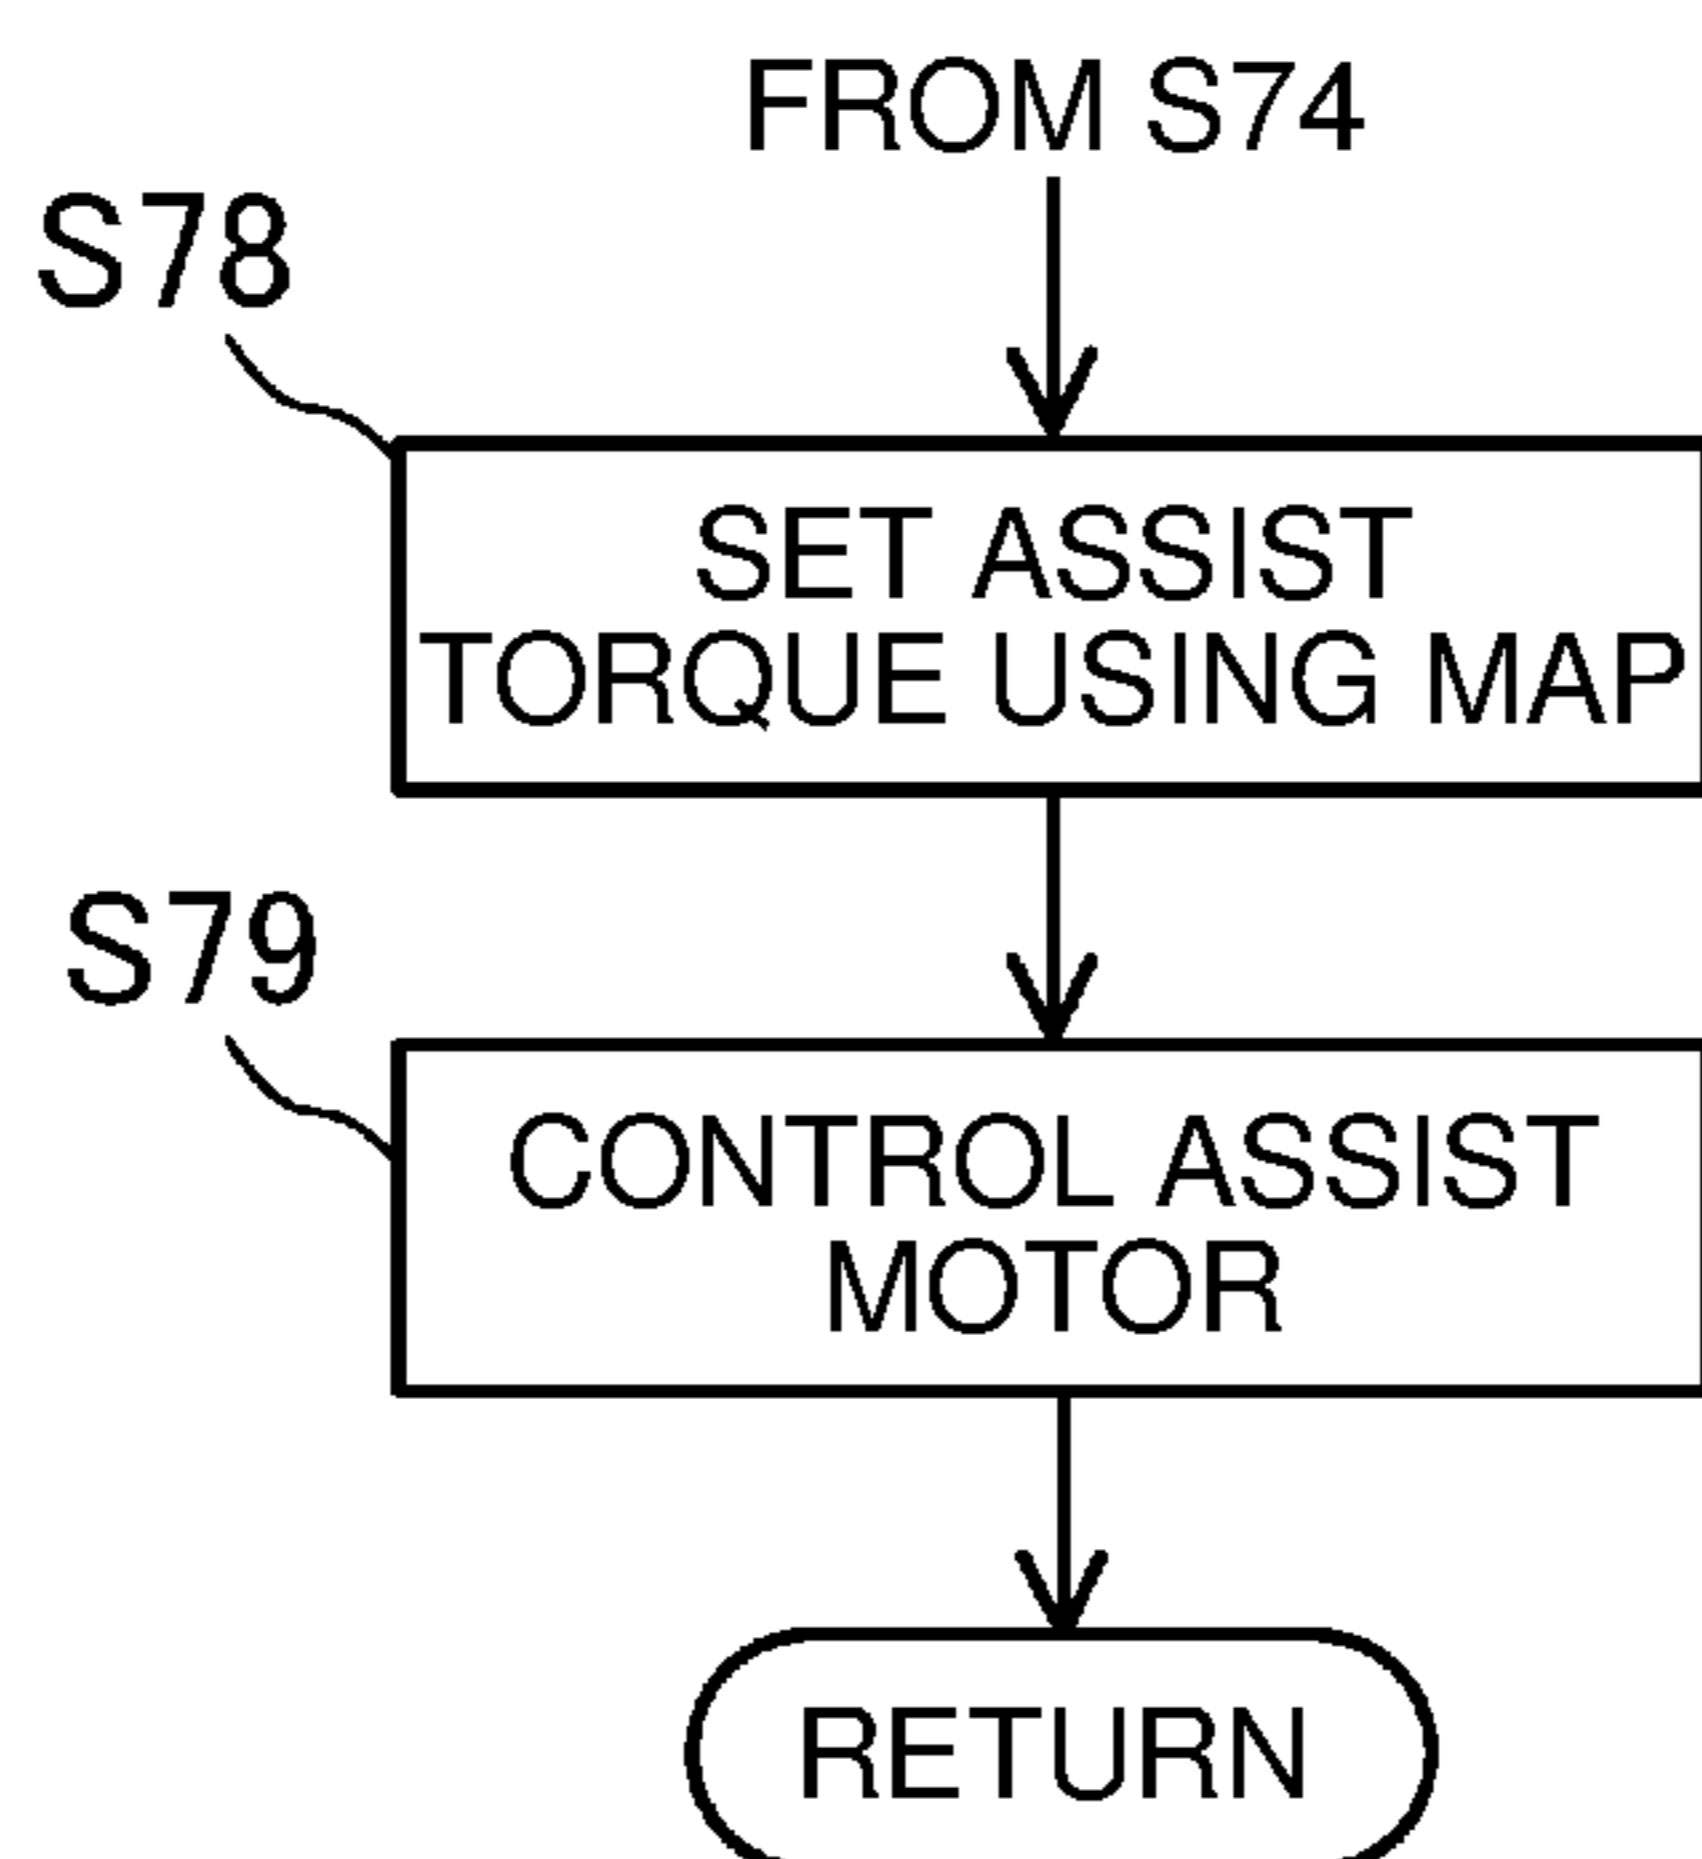 FROM S74
S78
SET ASSIST
TORQUE USING MAP
S79
CONTROL ASSIST
MOTOR
RETURN